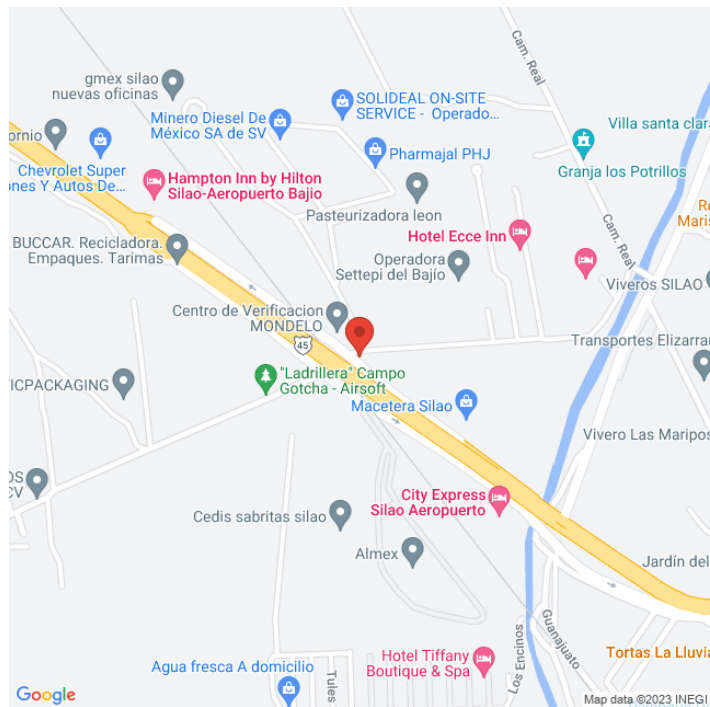 Cam. Real
gmex silao
nuevas oficinas
SOLIDEAL ON-SITE
SERVICE - Operado...
Minero Diesel De
México SA de SV
Villa santa clara
ornio
Pharmajal PHJ
Granja los Potrillos
Chevrolet Super
ones Y Autos De...
Hampton Inn by Hilton
Silao-Aeropuerto Bajio
Pasteurizadora leon
Hotel Ecce Inn
Cam. Real
Maris
BUCCAR. Recicladora.
Empaques. Tarimas
Operadora
Settepi del Bajío
Viveros SILAO
Centro de Verificacion
MONDELO
45
Transportes Elizarra
"Ladrillera" Campo
Gotcha - Airsoft
TICPACKAGING
Macetera Silao
Vivero Las Maripos
OS
CV
City Express
Silao Aeropuerto
Cedis sabritas silao
Almex
Jardín del
Guanajuato
Los Encinos
Hotel Tiffany
Boutique & Spa
Tortas La Lluvia
Agua fresca A domicilio
Tules
Google
Map data ©2023 INEGI